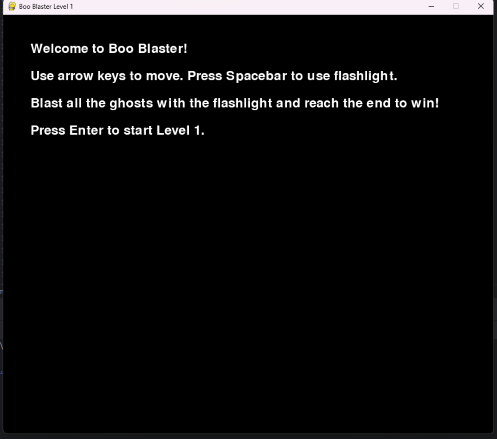 Boo Blaster Level 1
Welcome to Boo Blaster!
Use arrow keys to move. Press Spacebar to use flashlight.
Blast all the ghosts with the flashlight and reach the end to win!
Press Enter to start Level 1.